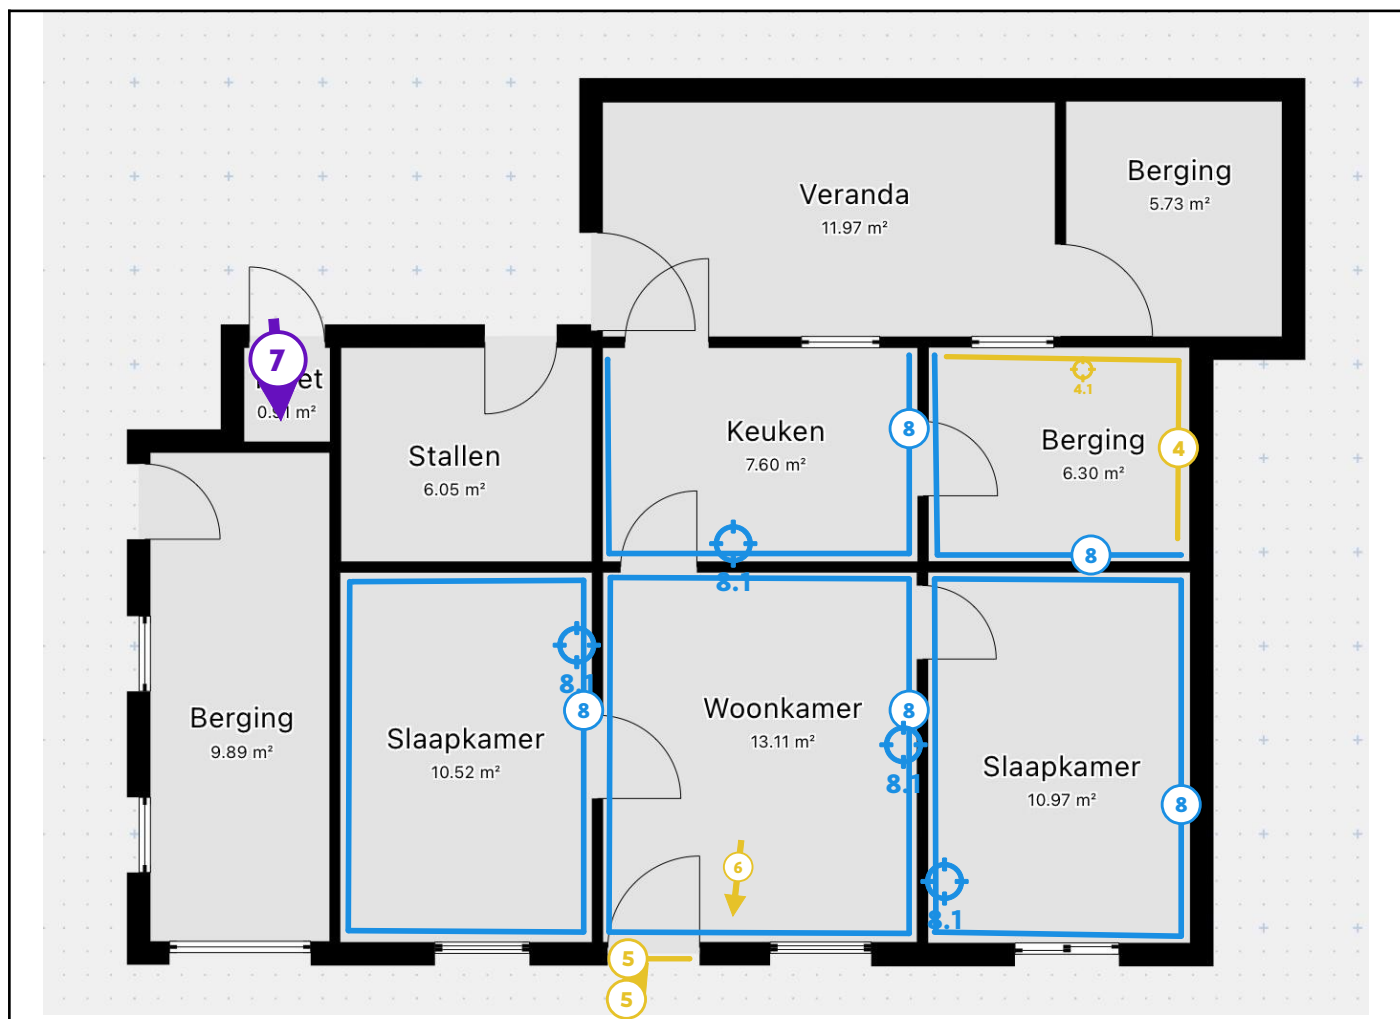 Veranda
11.97 m²
Berging
5.73 m²
7
Keuken
7.60 m²
8
4.1
Berging
6.30 m²
4
Stallen
6.05 m²
8.1
8
8.1
8
Berging
9.89 m²
Slaapkamer
10.52 m²
Woonkamer
13.11 m²
8
8.1
Slaapkamer
10.97 m²
8
6
8.1
5
5